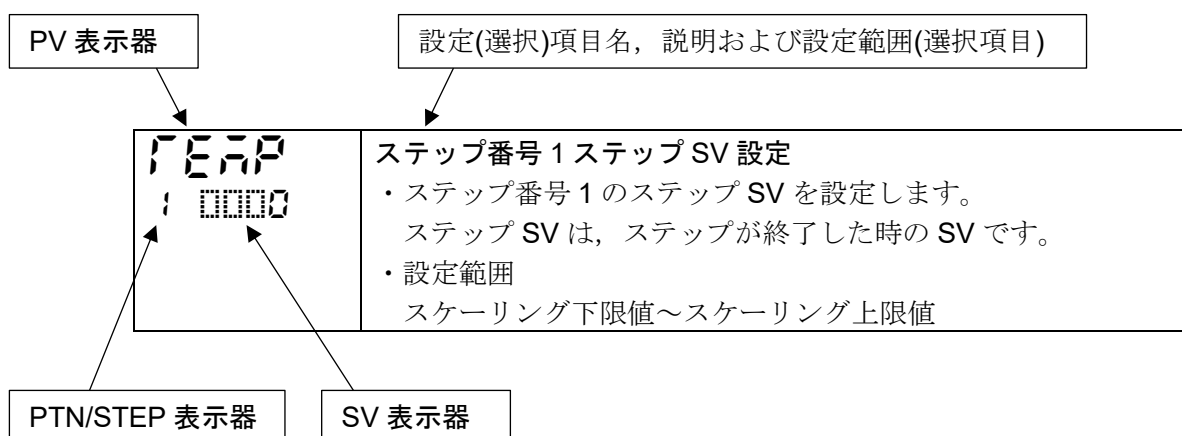 PV 表示器
設定(選択)項目名，説明および設定範囲(選択項目)
TEMP
ステップ番号 1 ステップ SV 設定
・ステップ番号 1 のステップ SV を設定します。
1 0000
ステップ SV は，ステップが終了した時の SV です。
・設定範囲
スケーリング下限値～スケーリング上限値
PTN/STEP 表示器
SV 表示器